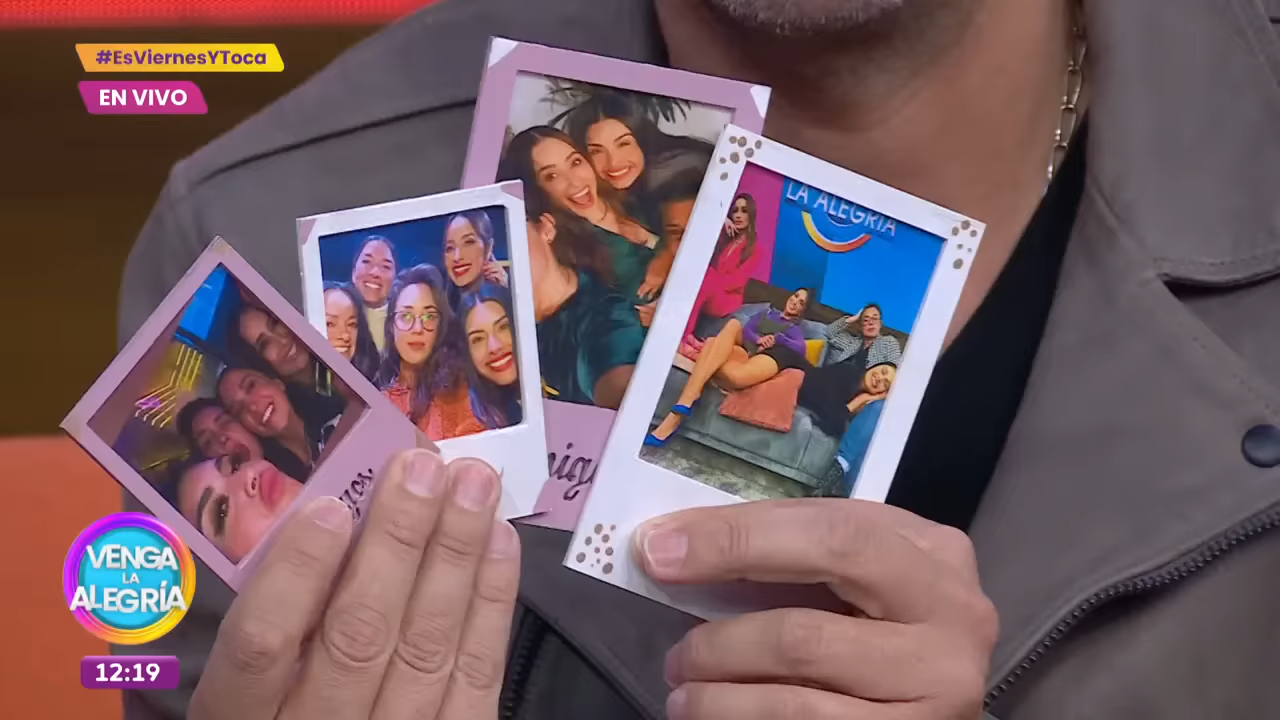 #EsViernesYToca
EN VIVO
LA ALEGRÍA
VENGA
LA
ALEGRÍA
12:19